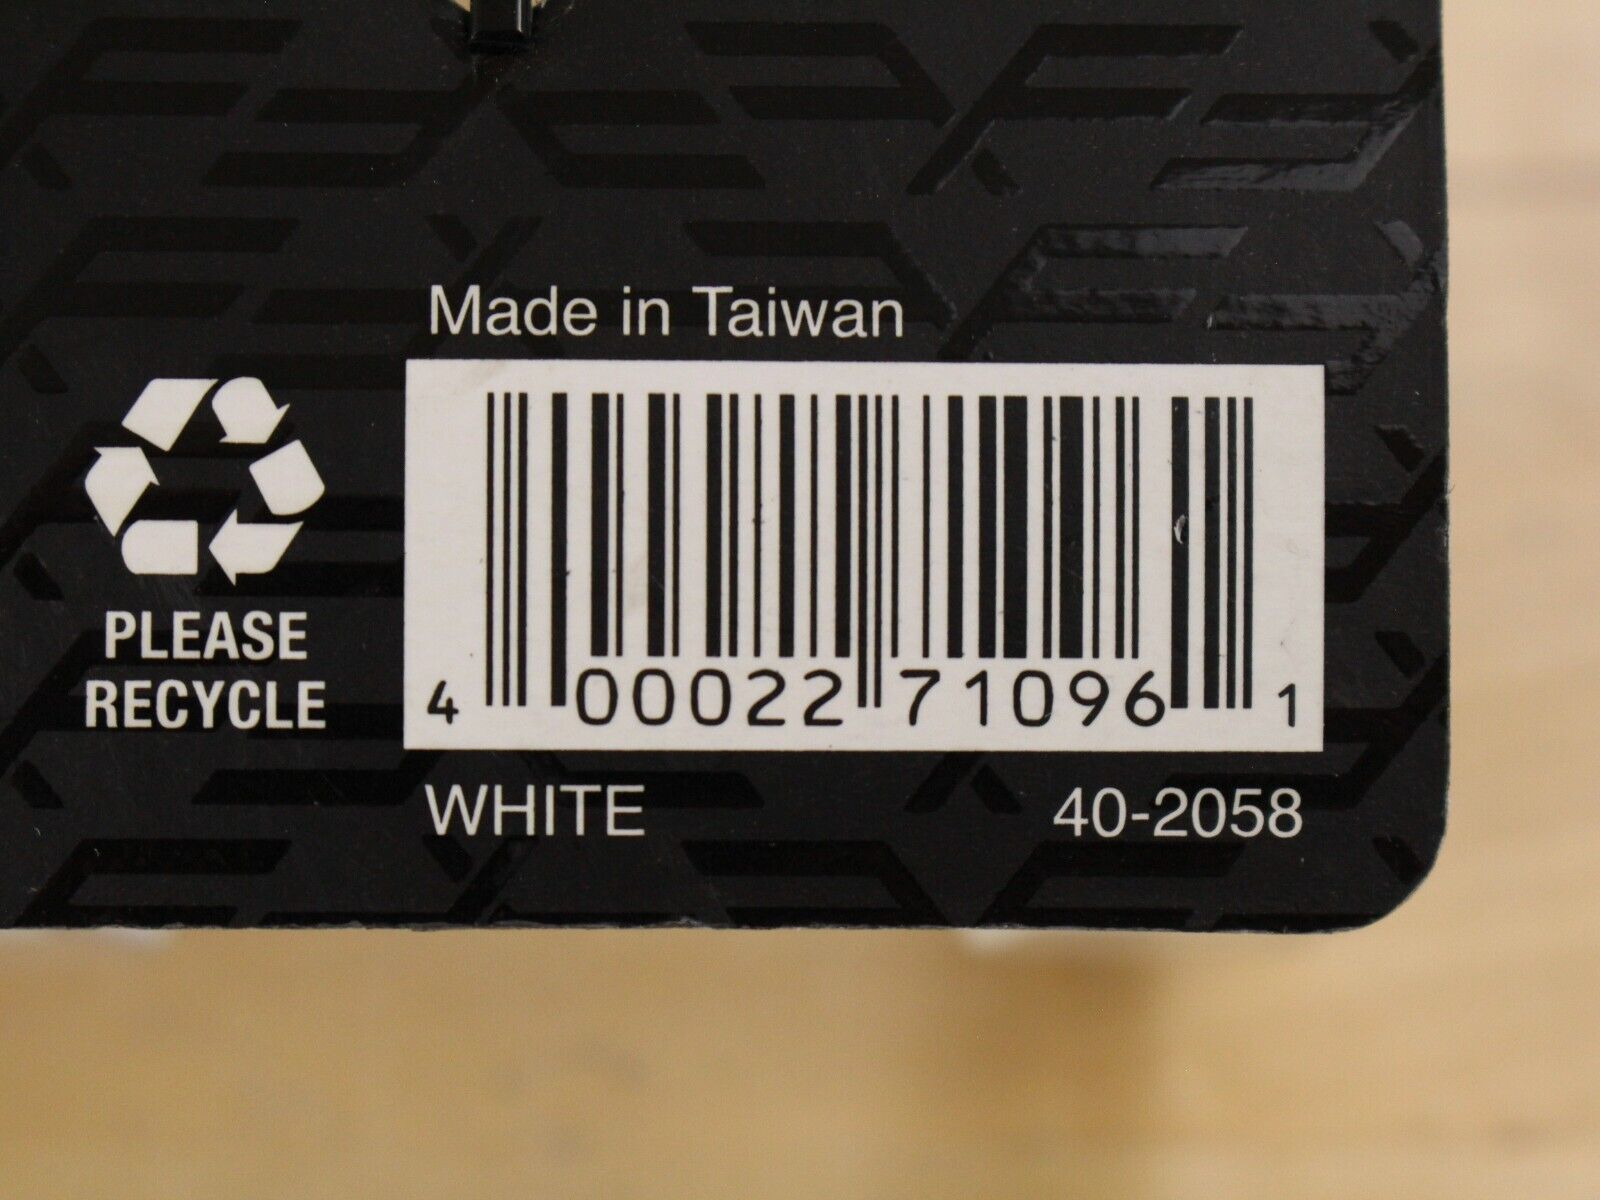 Made in Taiwan
PLEASE
RECYCLE
4 00022 71096 1
WHITE
40-2058